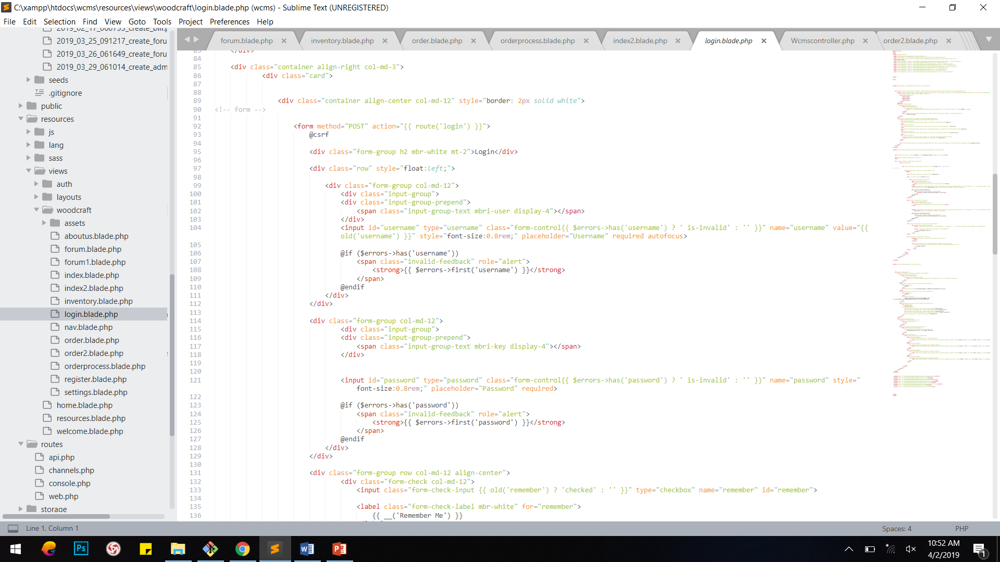 C:\xampp\htdocs\wcms\resources\views\woodcraft\login.blade.php (wcms) - Sublime Text (UNREGISTERED)
File Edit Selection Find View Goto Tools Project Preferences Help
forum.blade.php inventory.blade.php order.blade.php orderprocess.blade.php index2.blade.php login.blade.php Wcmscontroller.php order2.blade.php
2019_03_25_091217_create_foru
2019_03_26_061649_create_foru
2019_03_29_061014_create_adm
seeds
.gitignore
public
resources
js
lang
sass
views
auth
layouts
woodcraft
assets
aboutus.blade.php
forum.blade.php
forum1.blade.php
index.blade.php
index2.blade.php
inventory.blade.php
login.blade.php
nav.blade.php
order.blade.php
order2.blade.php
orderprocess.blade.php
register.blade.php
settings.blade.php
home.blade.php
resources.blade.php
welcome.blade.php
routes
api.php
channels.php
console.php
web.php
storage
83 </div>
84
85 <div class="container align-right col-md-3">
86 <div class="card">
87
88
89 <div class="container align-center col-md-12" style="border: 2px solid white">
90 <!-- form -->
91
92 <form method="POST" action="{{ route('login') }}">
93 @csrf
94
95 <div class="form-group h2 mbr-white mt-2">Login</div>
96
97 <div class="row" style="float:left;">
98
99 <div class="form-group col-md-12">
100 <div class="input-group">
101 <div class="input-group-prepend">
102 <span class="input-group-text mbri-user display-4"></span>
103 </div>
104 <input id="username" type="username" class="form-control{{ $errors->has('username') ? ' is-invalid' : '' }}" name="username" value="{{
old('username') }}" style="font-size:0.8rem;" placeholder="Username" required autofocus>
105
106 @if ($errors->has('username'))
107 <span class="invalid-feedback" role="alert">
108 <strong>{{ $errors->first('username') }}</strong>
109 </span>
110 @endif
111 </div>
112 </div>
113
114 <div class="form-group col-md-12">
115 <div class="input-group">
116 <div class="input-group-prepend">
117 <span class="input-group-text mbri-key display-4"></span>
118 </div>
119
120
121 <input id="password" type="password" class="form-control{{ $errors->has('password') ? ' is-invalid' : '' }}" name="password" style="
font-size:0.8rem;" placeholder="Password" required>
122
123 @if ($errors->has('password'))
124 <span class="invalid-feedback" role="alert">
125 <strong>{{ $errors->first('password') }}</strong>
126 </span>
127 @endif
128 </div>
129 </div>
130
131 <div class="form-group row col-md-12 align-center">
132 <div class="form-check col-md-12">
133 <input class="form-check-input {{ old('remember') ? 'checked' : '' }}" type="checkbox" name="remember" id="remember">
134
135 <label class="form-check-label mbr-white" for="remember">
136 {{ __('Remember Me') }}
Line 1, Column 1
Spaces: 4 PHP
10:52 AM
4/2/2019
1